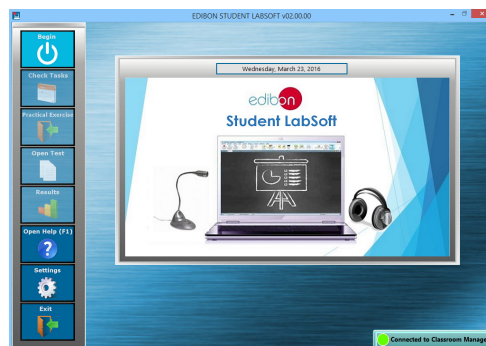 EDIBON STUDENT LABSOFT v02.00.00
Begin
Check Tasks
Practical Exercise
Open Test
Results
Open Help (F1)
Settings
Exit
Wednesday, March 23, 2016
edibon
Student LabSoft
Connected to Classroom Manage